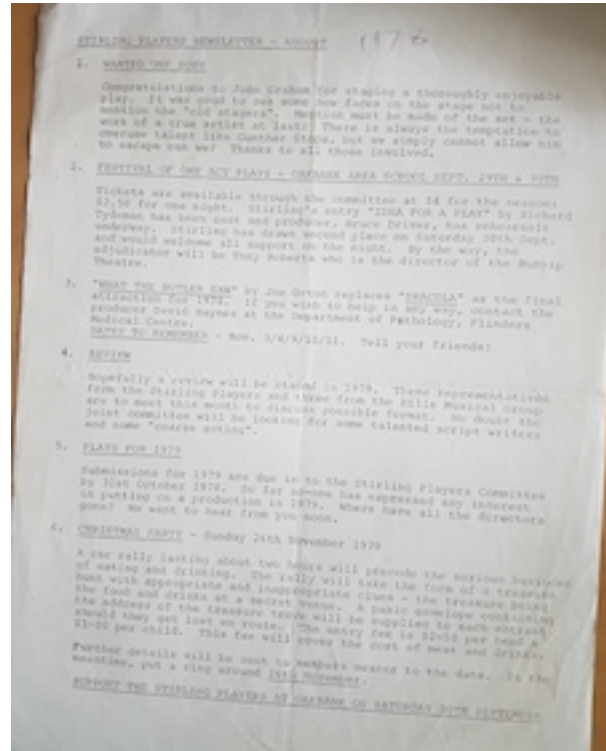 STIRLING PLAYERS NEWSLETTER - AUGUST 1978
1. WANTED ONE BODY
Congratulations to John Graham for staging a thoroughly enjoyable
play. It was good to see some new faces on the stage not to
mention the "old stagers". Mention must be made of the set - the
work of a true artist at last! There is always the temptation to
overuse talent like Gunther but we simply cannot allow him
to escape can we? Thanks to all those involved.
2. FESTIVAL OF ONE ACT PLAYS - OAKBANK AREA SCHOOL SEPT. 29TH & 30TH
Tickets are available through the committee at $4 for the season;
$2.50 for one night. Stirling's entry "IDEA FOR A PLAY" by Richard
Tydeman has been cast and producer, Bruce Driver, has rehearsals
underway. Stirling has drawn second place on Saturday 30th Sept.
and would welcome all support on the night. By the way, the
adjudicator will be Tony Roberts who is the director of the Bunyip
Theatre.
3. "WHAT THE BUTLER SAW" by Joe Orton replaces "DRACULA" as the final
attraction for 1978. If you wish to help in any way, contact the
producer David Haynes at the Department of Pathology, Flinders
Medical Centre.
DATES TO REMEMBER - Nov. 3/4/9/10/11. Tell your friends!
4. REVIEW
Hopefully a review will be staged in 1979. Three representatives
from the Stirling Players and three from the Hills Musical Group
are to meet this month to discuss possible format. No doubt the
joint committee will be looking for some talented script writers
and some "coarse acting".
5. PLAYS FOR 1979
Submissions for 1979 are due in to the Stirling Players Committee
by 31st October 1978. So far no-one has expressed any interest
in putting on a production in 1979. Where have all the directors
gone? We want to hear from you soon.
6. CHRISTMAS PARTY - Sunday November 1978
A car rally lasting about two hours will precede the serious business
of eating and drinking. The rally will take the form of a treasure
hunt with appropriate and inappropriate clues - the treasure being
the food and drinks at a secret venue. A panic envelope containing
the address of the treasure trove will be supplied to each entrant
should they get lost en route. The entry fee is $2-50 per head &
$1-00 per child. This fee will cover the cost of meat and drinks.
Further details will be sent to members nearer to the date. In the
meantime, put a ring around November.
SUPPORT THE STIRLING PLAYERS AT OAKBANK ON SATURDAY 30TH SEPTEMBER